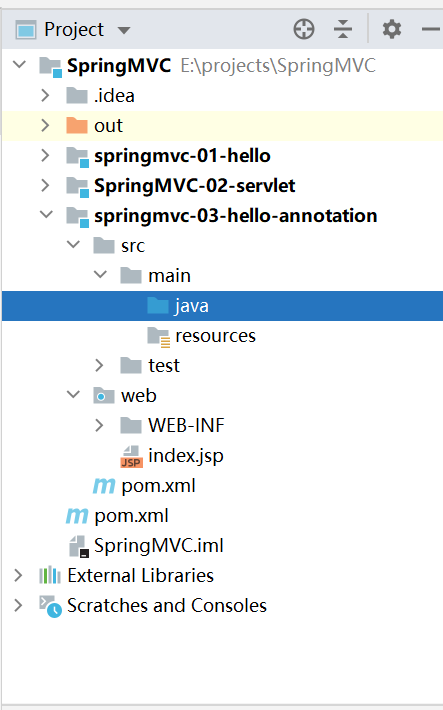 Project
SpringMVC E:\projects\SpringMVC
.idea
out
springmvc-01-hello
SpringMVC-02-servlet
springmvc-03-hello-annotation
src
main
java
resources
test
web
WEB-INF
JSP index.jsp
m pom.xml
m pom.xml
SpringMVC.iml
External Libraries
Scratches and Consoles